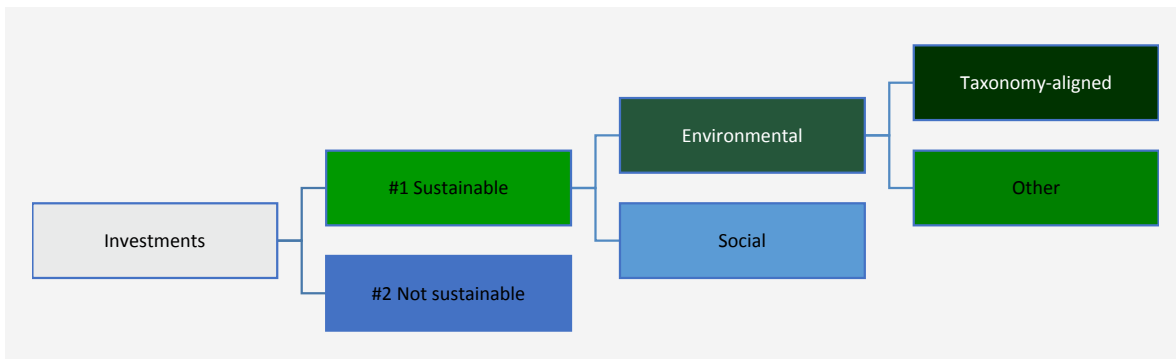 Taxonomy-aligned
Environmental
#1 Sustainable
Other
Investments
Social
#2 Not sustainable